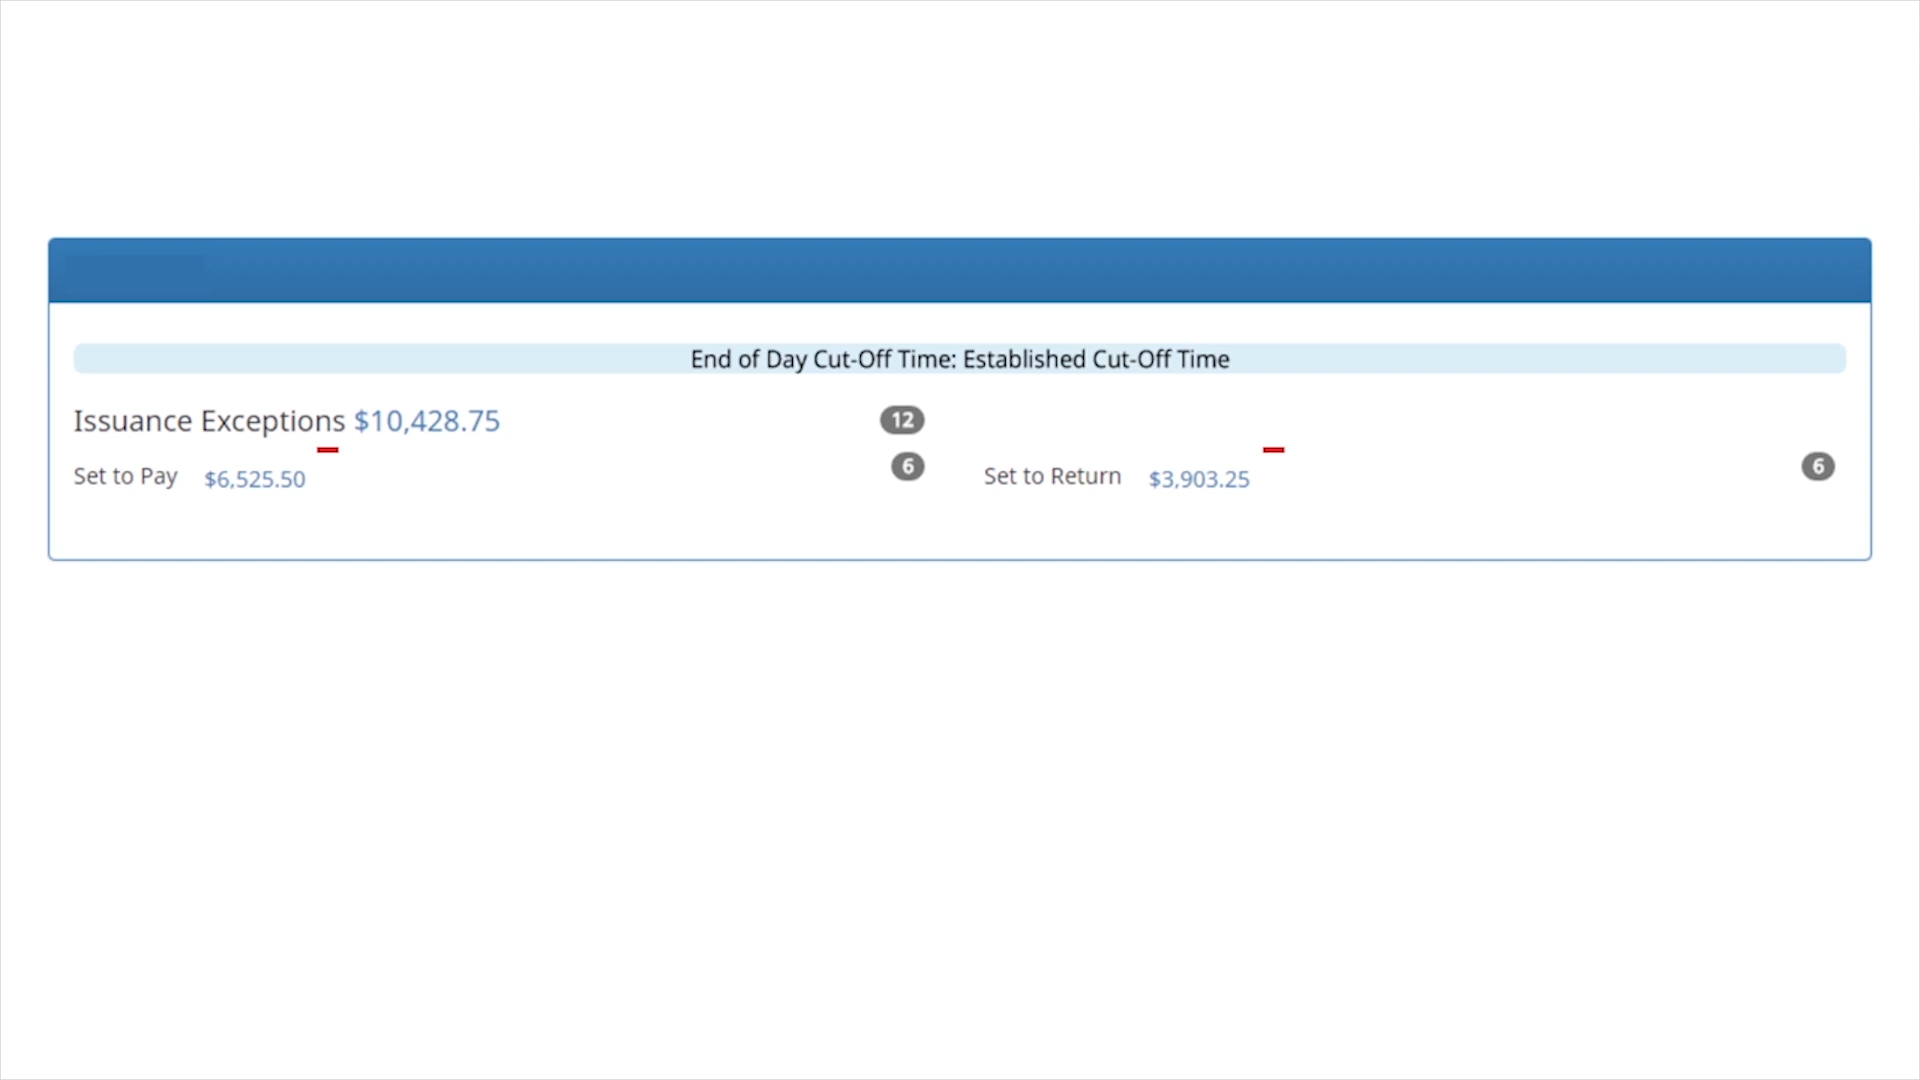 End of Day Cut-Off Time: Established Cut-Off Time
Issuance Exceptions $10,428.75 12
Set to Pay $6,525.50 6 Set to Return $3,903.25 6